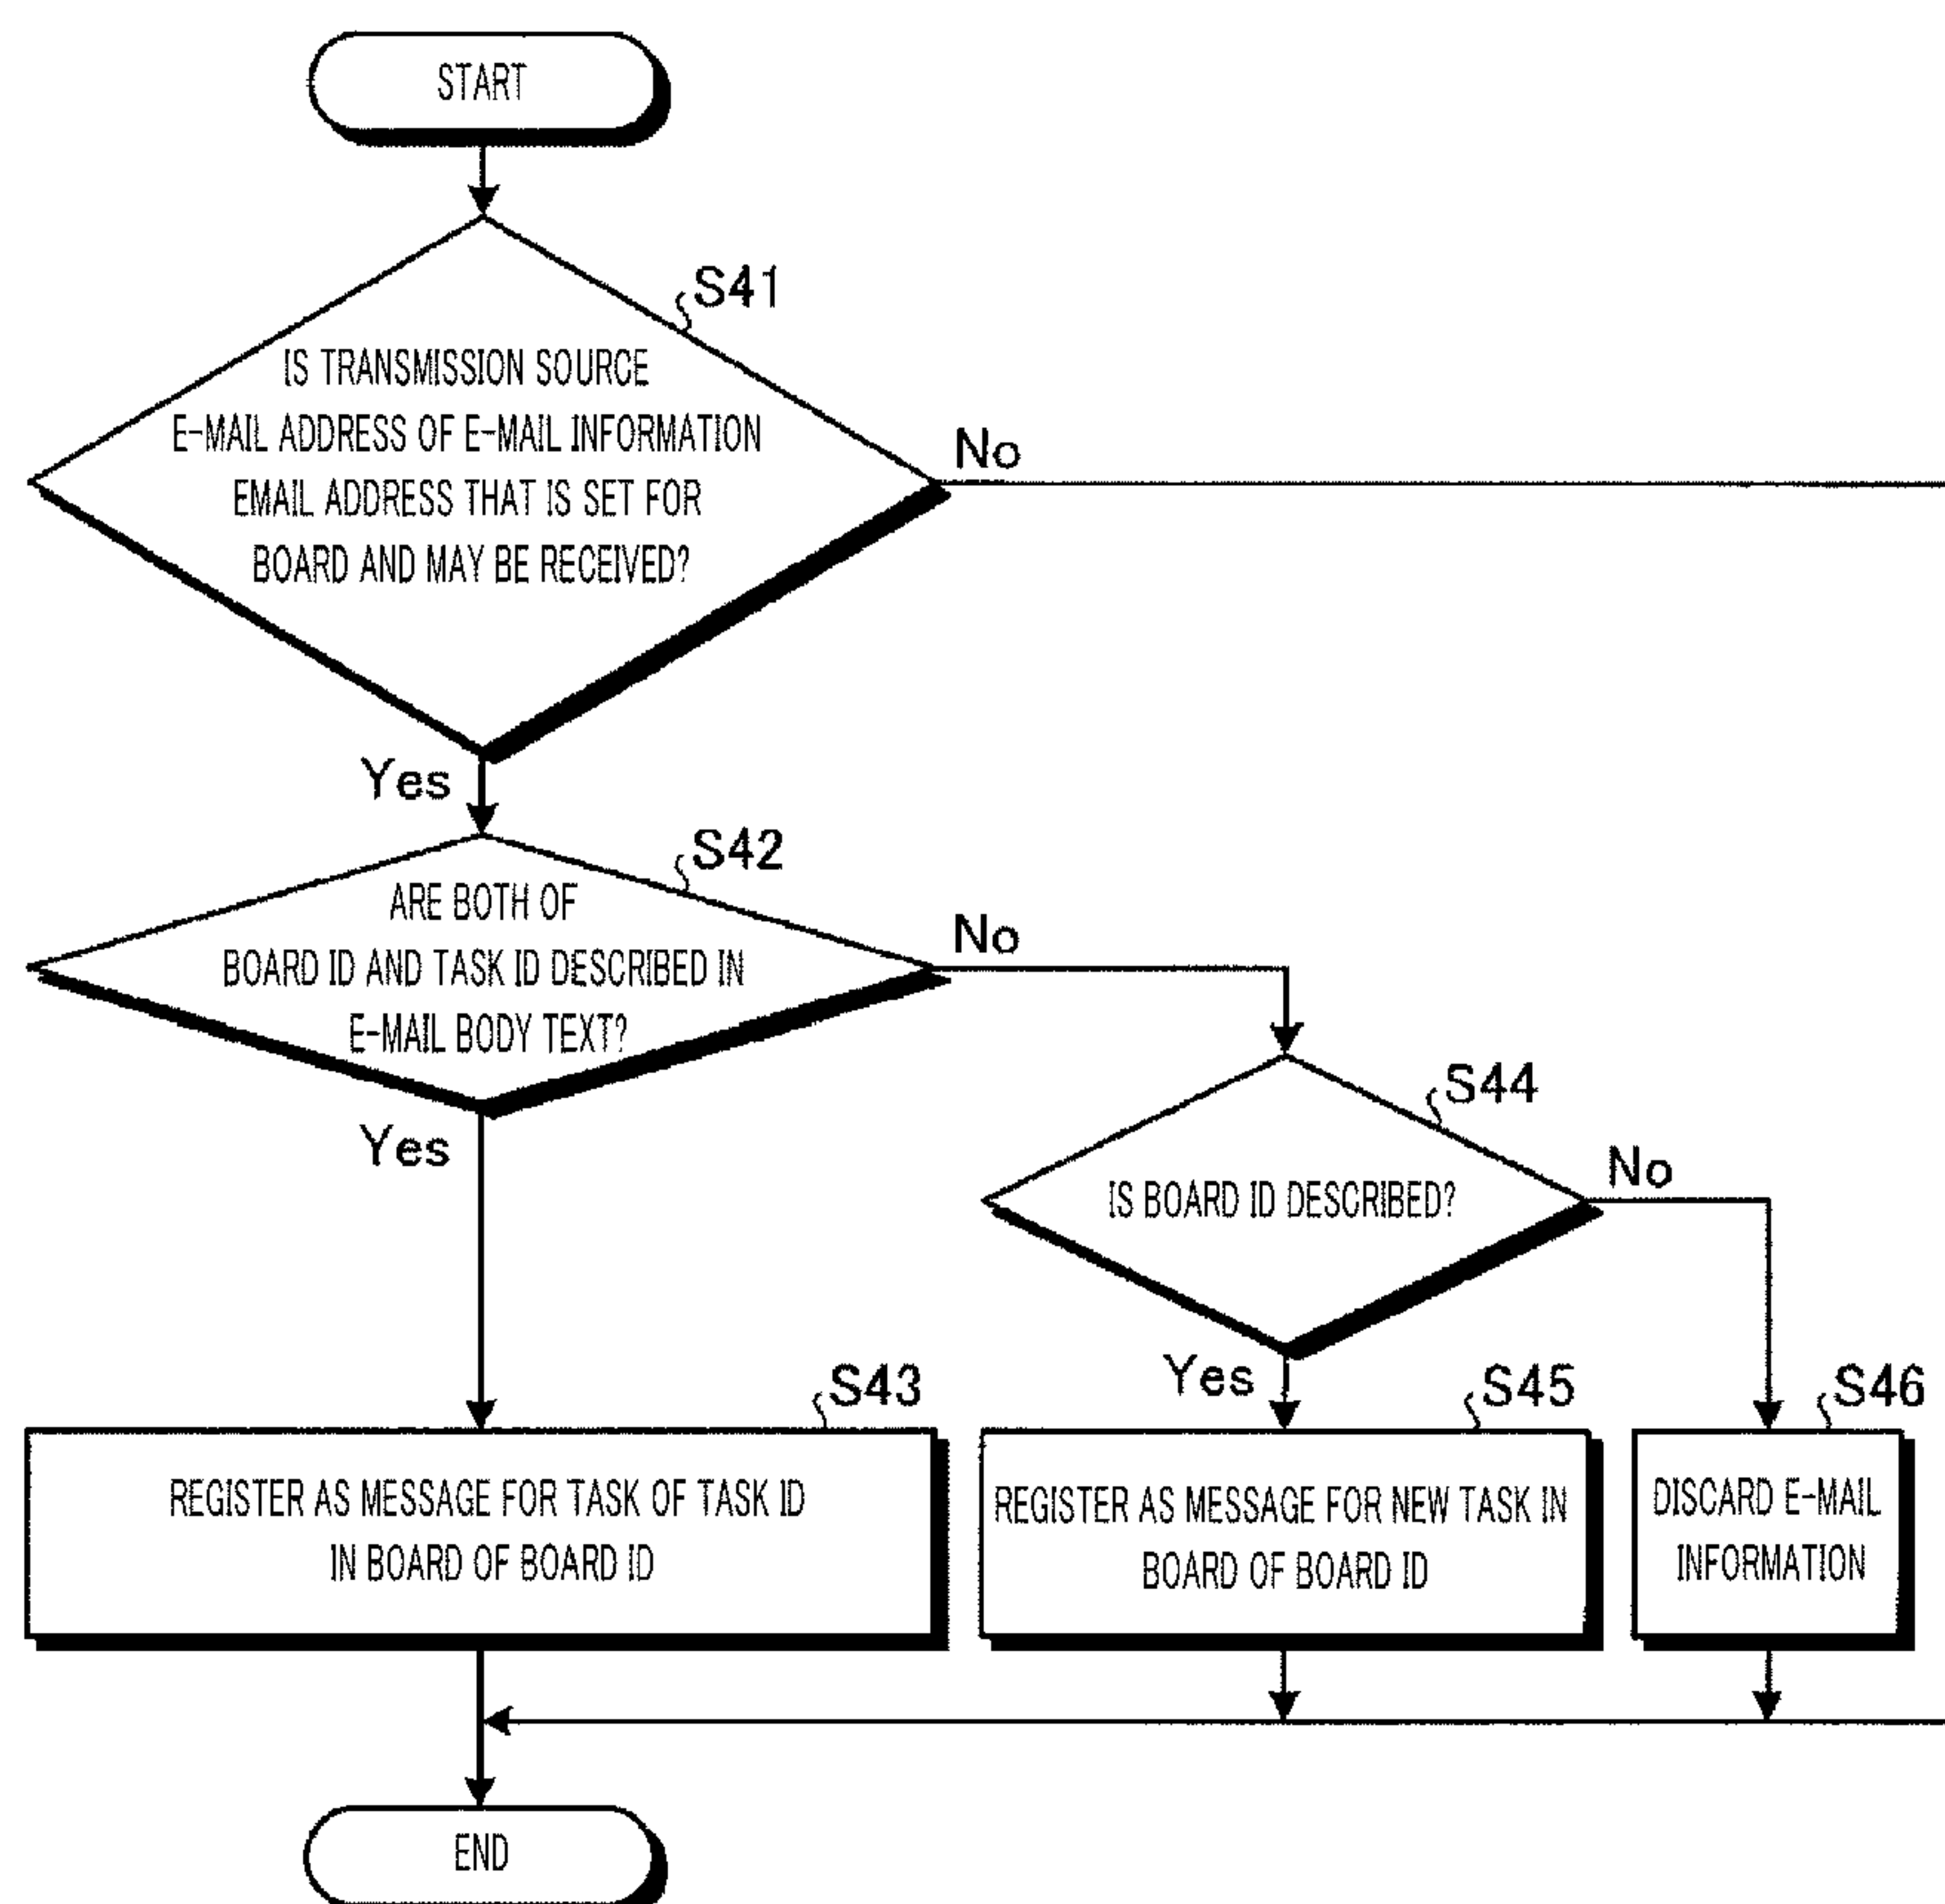 START
S41
IS TRANSMISSION SOURCE
E-MAIL ADDRESS OF E-MAIL INFORMATION
EMAIL ADDRESS THAT IS SET FOR
BOARD AND MAY BE RECEIVED?
No
Yes
S42
ARE BOTH OF
BOARD ID AND TASK ID DESCRIBED IN
E-MAIL BODY TEXT?
No
Yes
S44
IS BOARD ID DESCRIBED?
No
Yes
S43
REGISTER AS MESSAGE FOR TASK OF TASK ID
IN BOARD OF BOARD ID
S45
REGISTER AS MESSAGE FOR NEW TASK IN
BOARD OF BOARD ID
S46
DISCARD E-MAIL
INFORMATION
END